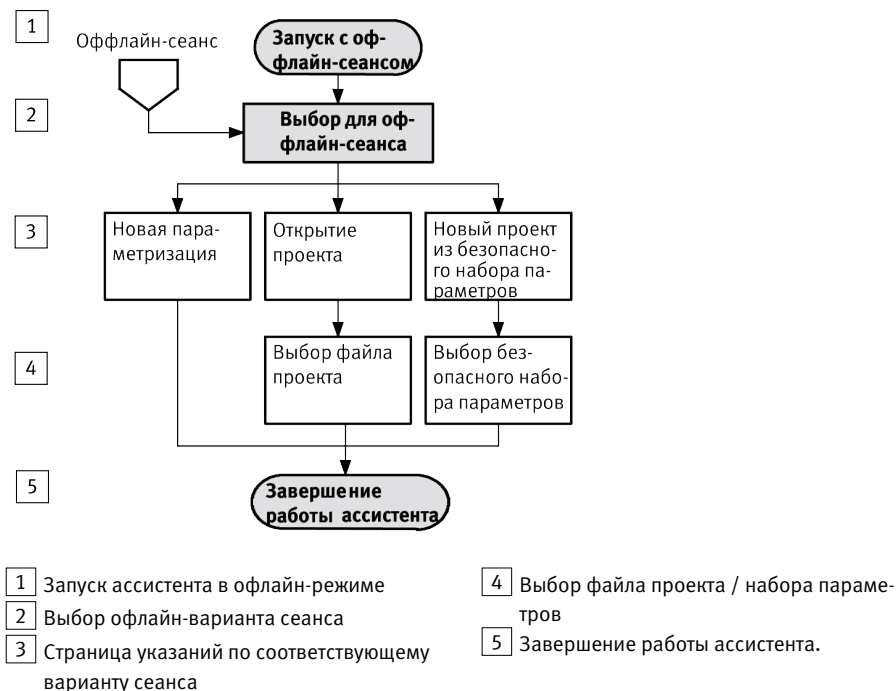 1
Оффлайн-сеанс
Запуск с оф-
флайн-сеансом
2
Выбор для оф-
флайн-сеанса
3
Новая пара-
метризация
Открытие
проекта
Новый проект
из безопасно-
го набора па-
раметров
4
Выбор файла
проекта
Выбор без-
опасного набо-
ра параметров
5
Завершение
работы ассистента
1 Запуск ассистента в офлайн-режиме
2 Выбор офлайн-варианта сеанса
3 Страница указаний по соответствующему
варианту сеанса
4 Выбор файла проекта / набора параме-
тров
5 Завершение работы ассистента.